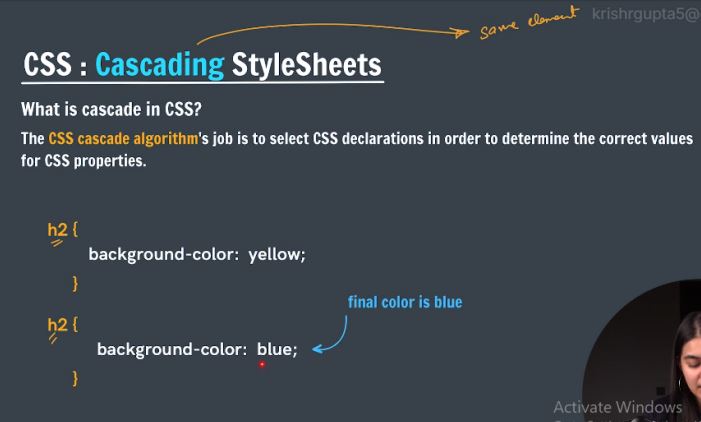 same element krishrgupta5@
CSS : Cascading StyleSheets
What is cascade in CSS?
The CSS cascade algorithm's job is to select CSS declarations in order to determine the correct values
for CSS properties.
h2 {
background-color: yellow;
}
final color is blue
h2 {
background-color: blue;
}
Activate Windows